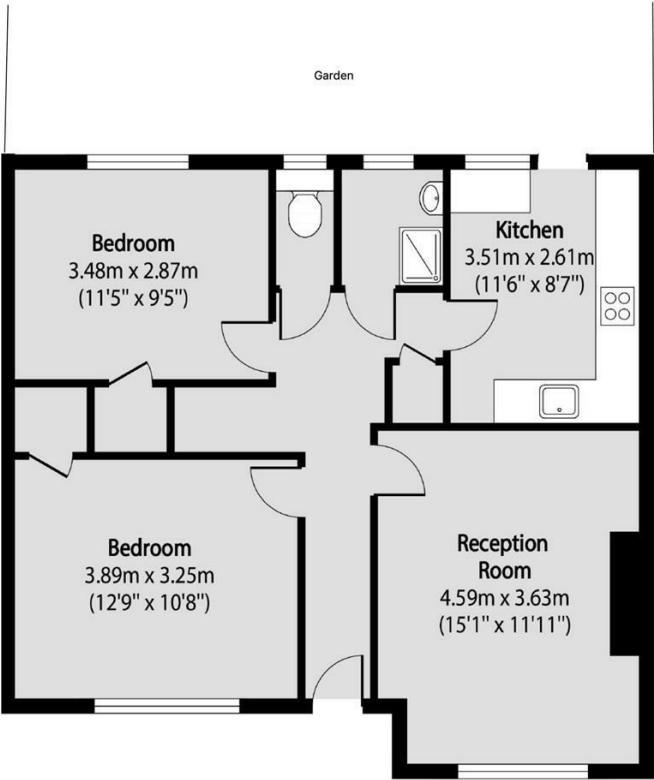 Garden
Bedroom
3.48m x 2.87m
(11'5" x 9'5")
Kitchen
3.51m x 2.61m
(11'6" x 8'7")
Bedroom
3.89m x 3.25m
(12'9" x 10'8")
Reception
Room
4.59m x 3.63m
(15'1" x 11'11")